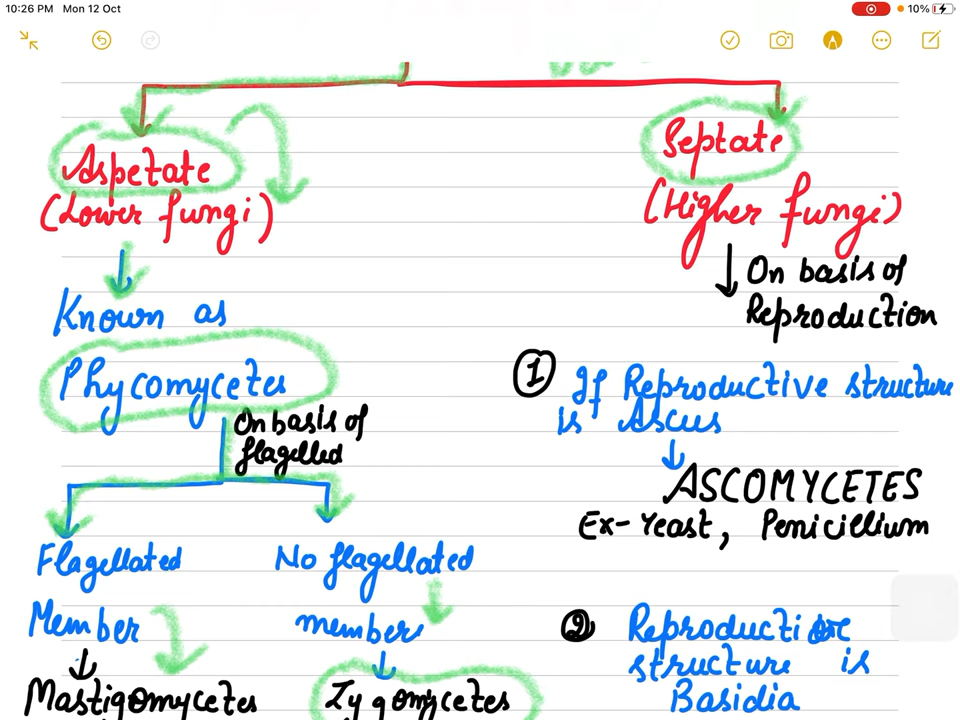 10:26 PM Mon 12 Oct
10%
Aspetate
(Lower fungi)
Known as
Phycomycetes
On basis of
flagelled
Flagellated
Member
Mastigomycetes
No flagellated
members
Zygomycetes
Septate
(Higher fungi)
On basis of
Reproduction
1 If Reproductive structure
is Ascus
ASCOMYCETES
Ex- Yeast, Penicillium
2 Reproductive
structure is
Basidia